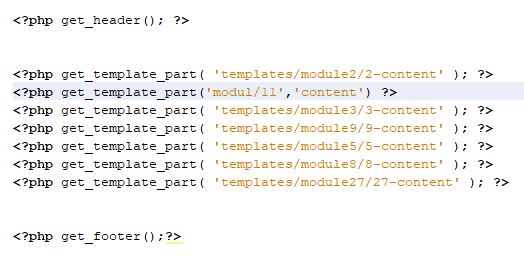 <?php get_header(); ?>
<?php get_template_part( 'templates/module2/2-content' ); ?>
<?php get_template_part('modul/11','content') ?>
<?php get_template_part( 'templates/module3/3-content' ); ?>
<?php get_template_part( 'templates/module9/9-content' ); ?>
<?php get_template_part( 'templates/module5/5-content' ); ?>
<?php get_template_part( 'templates/module8/8-content' ); ?>
<?php get_template_part( 'templates/module27/27-content' ); ?>
<?php get_footer();?>